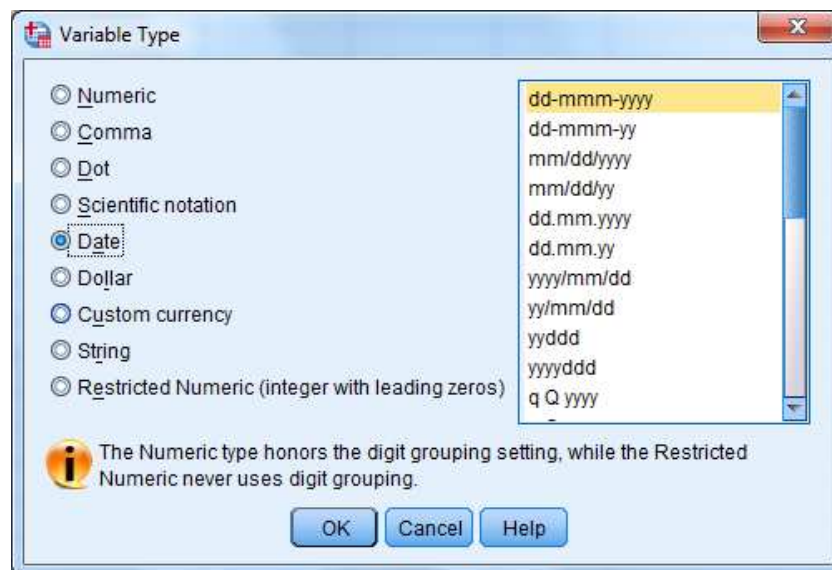 Variable Type
Numeric
Comma
Dot
Scientific notation
Date
Dollar
Custom currency
String
Restricted Numeric (integer with leading zeros)
dd-mmm-yyyy
dd-mmm-yy
mm/dd/yyyy
mm/dd/yy
dd.mm.yyyy
dd.mm.yy
yyyy/mm/dd
yy/mm/dd
yyddd
yyyyddd
q Q yyyy
The Numeric type honors the digit grouping setting, while the Restricted
Numeric never uses digit grouping.
OK Cancel Help